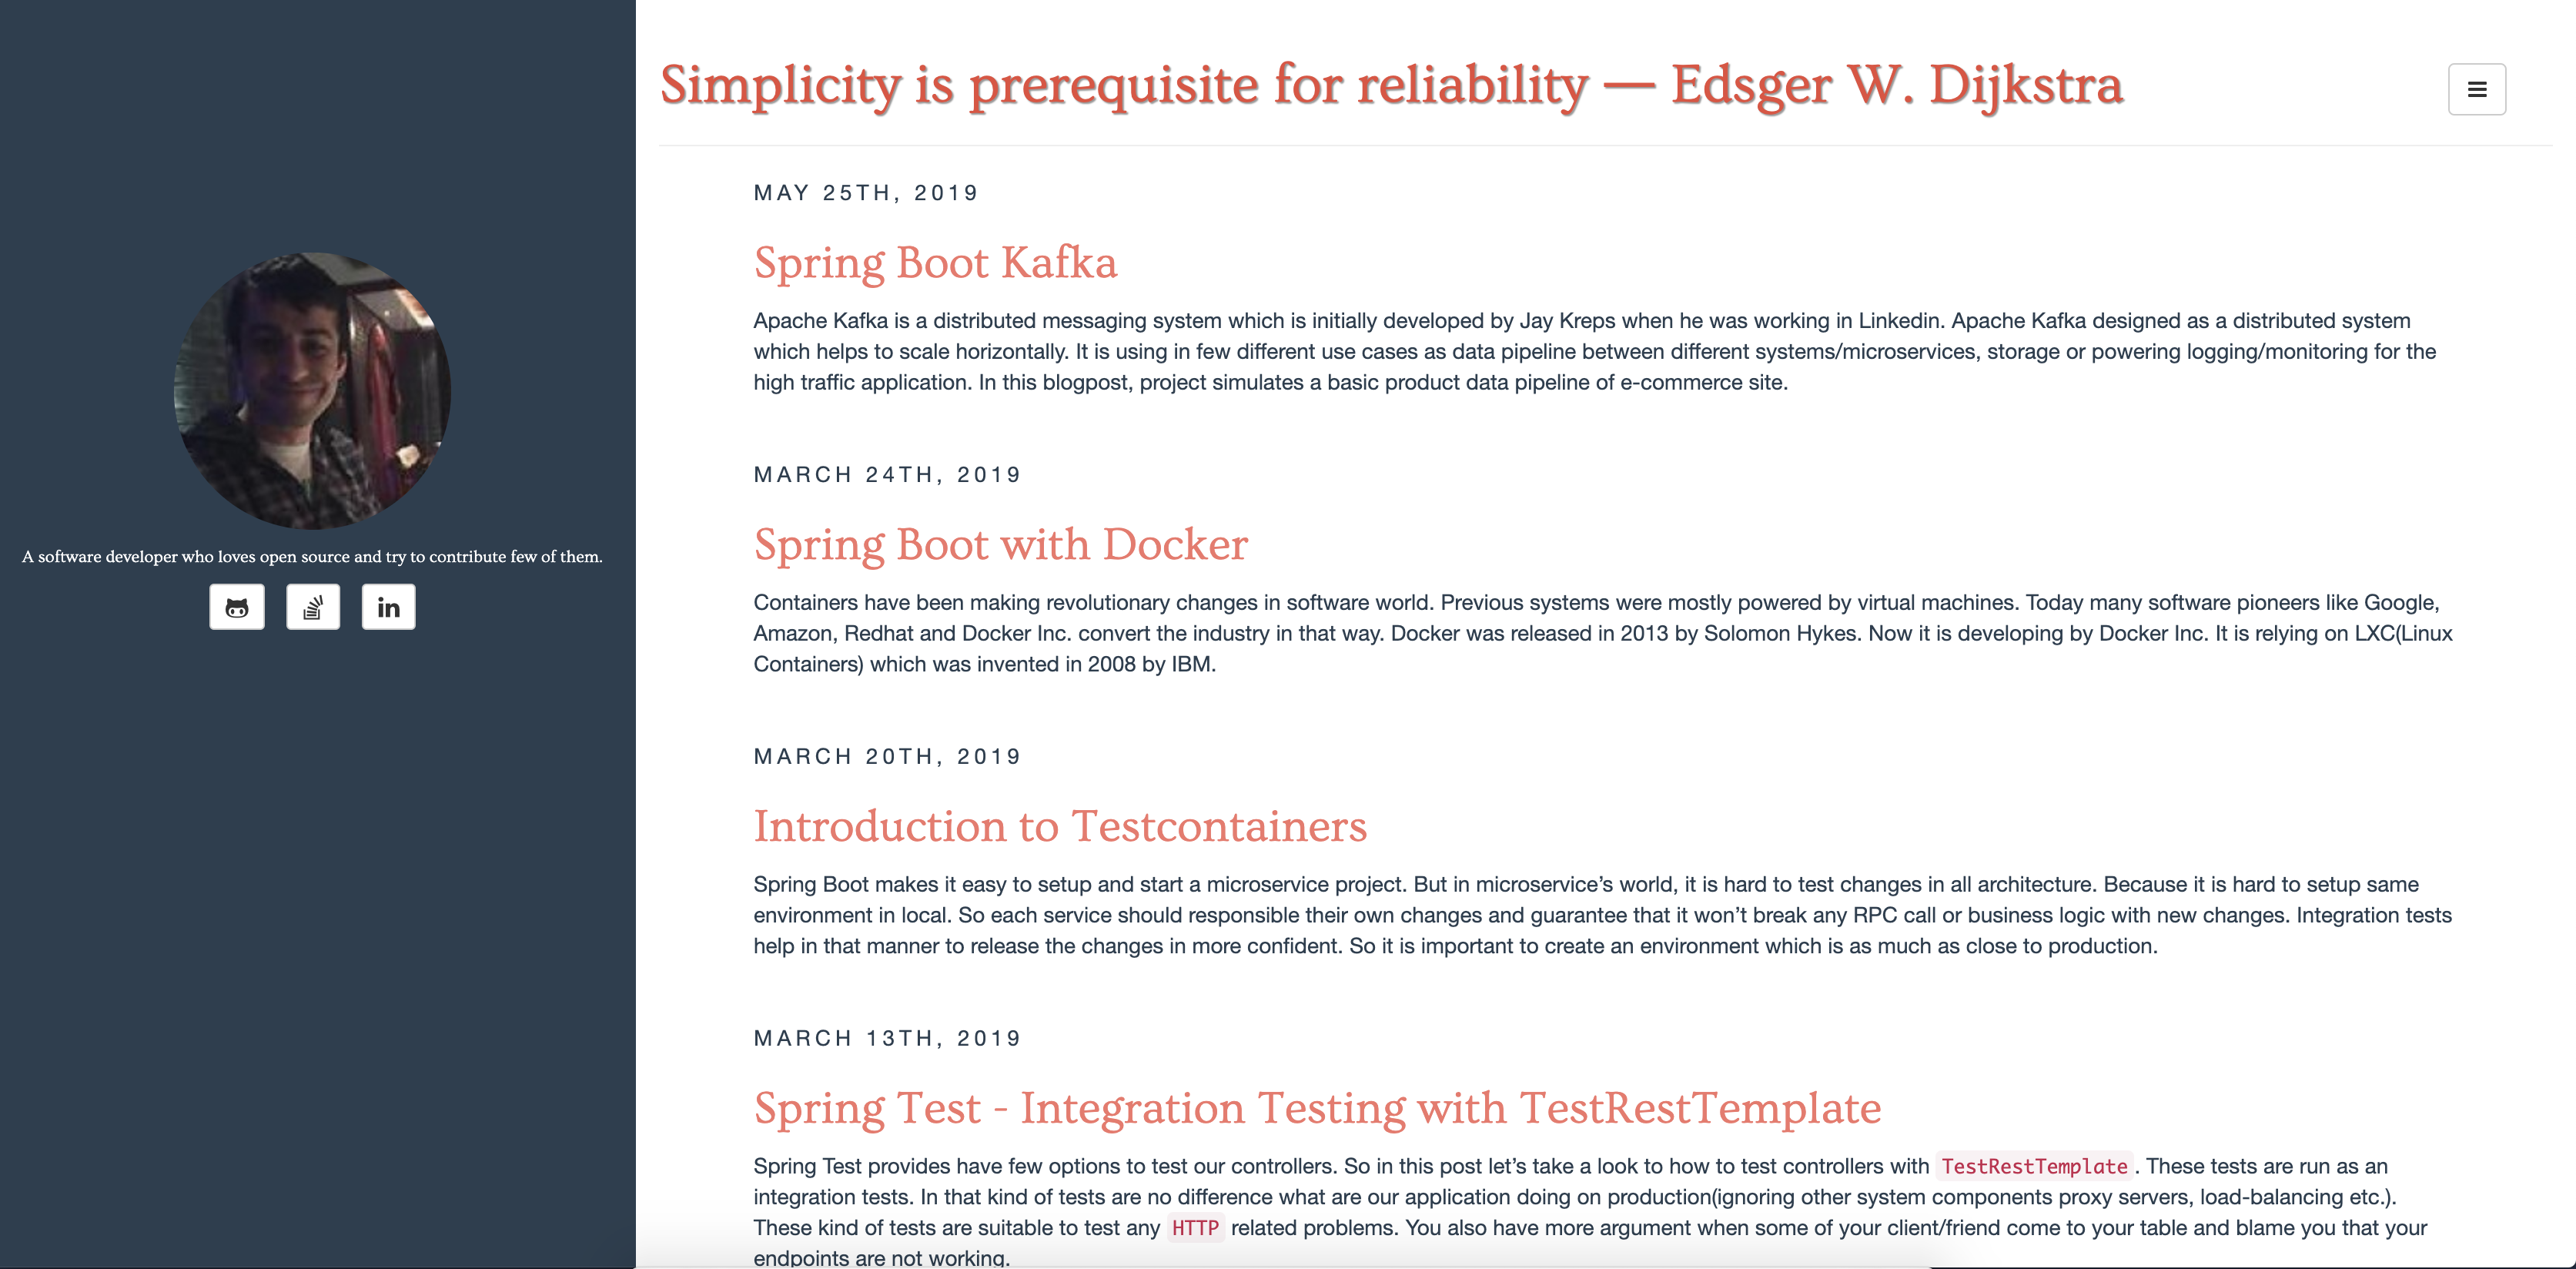 Simplicity is prerequisite for reliability — Edsger W. Dijkstra
A software developer who loves open source and try to contribute few of them.
in
MAY 25TH, 2019
Spring Boot Kafka
Apache Kafka is a distributed messaging system which is initially developed by Jay Kreps when he was working in Linkedin. Apache Kafka designed as a distributed system
which helps to scale horizontally. It is using in few different use cases as data pipeline between different systems/microservices, storage or powering logging/monitoring for the
high traffic application. In this blogpost, project simulates a basic product data pipeline of e-commerce site.
MARCH 24TH, 2019
Spring Boot with Docker
Containers have been making revolutionary changes in software world. Previous systems were mostly powered by virtual machines. Today many software pioneers like Google,
Amazon, Redhat and Docker Inc. convert the industry in that way. Docker was released in 2013 by Solomon Hykes. Now it is developing by Docker Inc. It is relying on LXC(Linux
Containers) which was invented in 2008 by IBM.
MARCH 20TH, 2019
Introduction to Testcontainers
Spring Boot makes it easy to setup and start a microservice project. But in microservice’s world, it is hard to test changes in all architecture. Because it is hard to setup same
environment in local. So each service should responsible their own changes and guarantee that it won’t break any RPC call or business logic with new changes. Integration tests
help in that manner to release the changes in more confident. So it is important to create an environment which is as much as close to production.
MARCH 13TH, 2019
Spring Test - Integration Testing with TestRestTemplate
Spring Test provides have few options to test our controllers. So in this post let’s take a look to how to test controllers with TestRestTemplate. These tests are run as an
integration tests. In that kind of tests are no difference what are our application doing on production(ignoring other system components proxy servers, load-balancing etc.).
These kind of tests are suitable to test any HTTP related problems. You also have more argument when some of your client/friend come to your table and blame you that your
endpoints are not working.